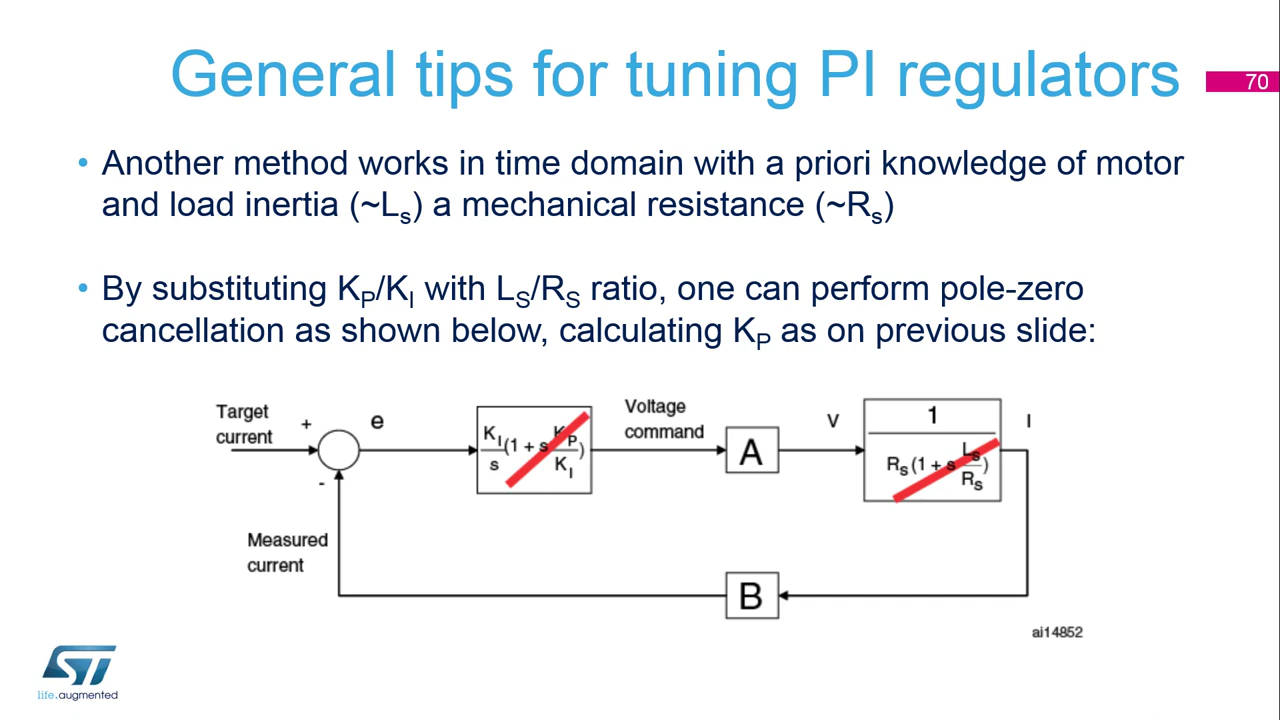 General tips for tuning PI regulators
70
• Another method works in time domain with a priori knowledge of motor
and load inertia (~Ls) a mechanical resistance (~Rs)
• By substituting KP/KI with LS/RS ratio, one can perform pole-zero
cancellation as shown below, calculating KP as on previous slide:
Target
current
+
-
e
KI/s (1 + s KP/KI)
Voltage
command
A
V
1
Rs (1 + s Ls/Rs)
I
Measured
current
B
ai14852
ST
life.augmented